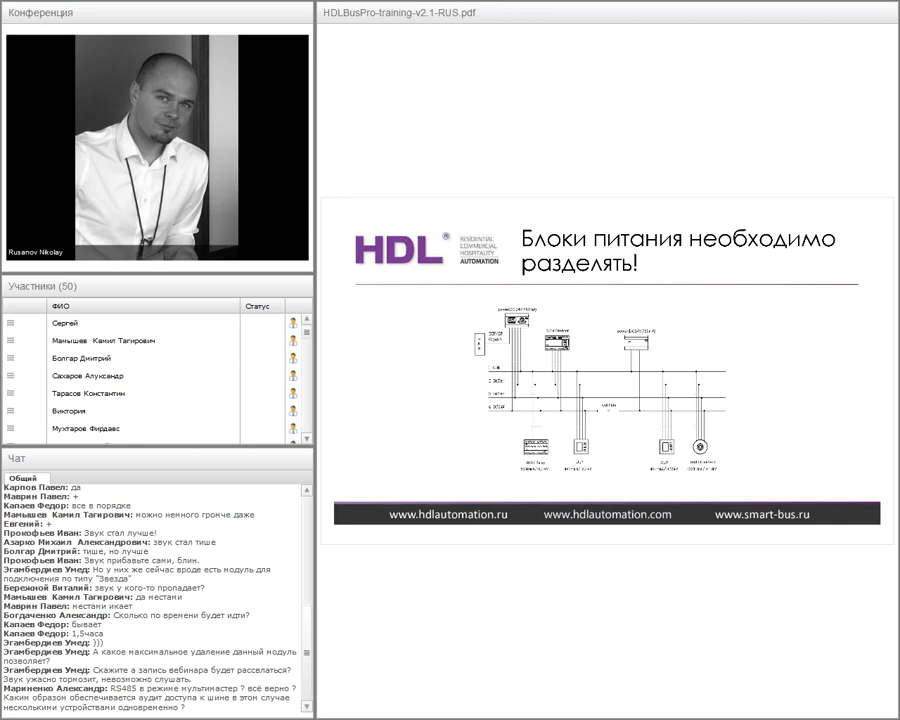 Конференция
Rusanov Nikolay
Участники (50)
ФИО
Статус
Сергей
Мамышев Камил Тагирович
Болгар Дмитрий
Сахаров Алуксандр
Тарасов Константин
Виктория
Мухтаров Фирдавс
Чат
Общий
Карпов Павел: да
Маврин Павел: +
Капаев Федор: все в порядке
Мамышев Камил Тагирович: можно немного громче даже
Евгений: +
Прокофьев Иван: Звук стал лучше!
Азарко Михаил Александрович: звук стал тише
Болгар Дмитрий: тише, но лучше
Прокофьев Иван: Звук прибавьте сами, блин.
Эгамбердиев Умед: Но у них же сейчас вроде есть модуль для
подключения по типу "Звезда"
Бережной Виталий: звук у кого-то пропадает?
Мамышев Камил Тагирович: да местами
Маврин Павел: местами икает
Богдаченко Александр: Сколько по времени будет идти?
Капаев Федор: бывает
Капаев Федор: 1,5часа
Эгамбердиев Умед: )))
Эгамбердиев Умед: А какое максимальное удаление данный модуль
позволяет?
Эгамбердиев Умед: Скажите а запись вебинара будет рассвлаться?
Звук ужасно тормозит, невозможно слушать.
Мариненко Александр: RS485 в режиме мультимастер ? всё верно ?
Каким образом обеспечивается аудит доступа к шине в этом случае
несколькими устройствами одновременно ?
HDLBusPro-training-v2.1-RUS.pdf
HDL®
RESIDENTIAL
COMMERCIAL
HOSPITALITY
AUTOMATION
Блоки питания необходимо
разделять!
www.hdlautomation.ru
www.hdlautomation.com
www.smart-bus.ru